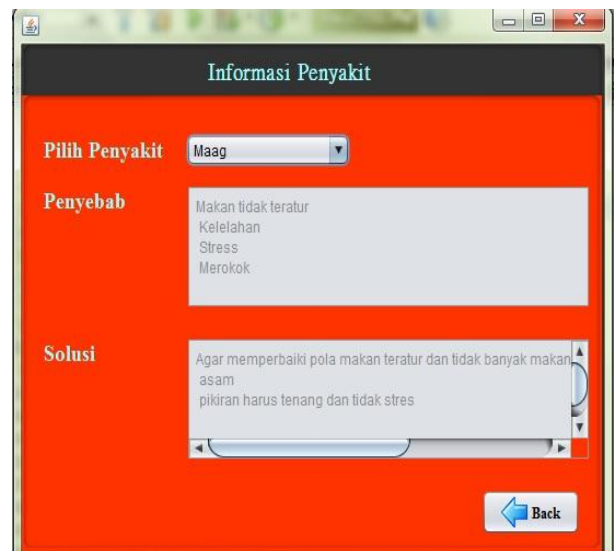 Informasi Penyakit
Pilih Penyakit Maag
Penyebab
Makan tidak teratur
Kelelahan
Stress
Merokok
Solusi
Agar memperbaiki pola makan teratur dan tidak banyak makan
asam
pikiran harus tenang dan tidak stres
Back